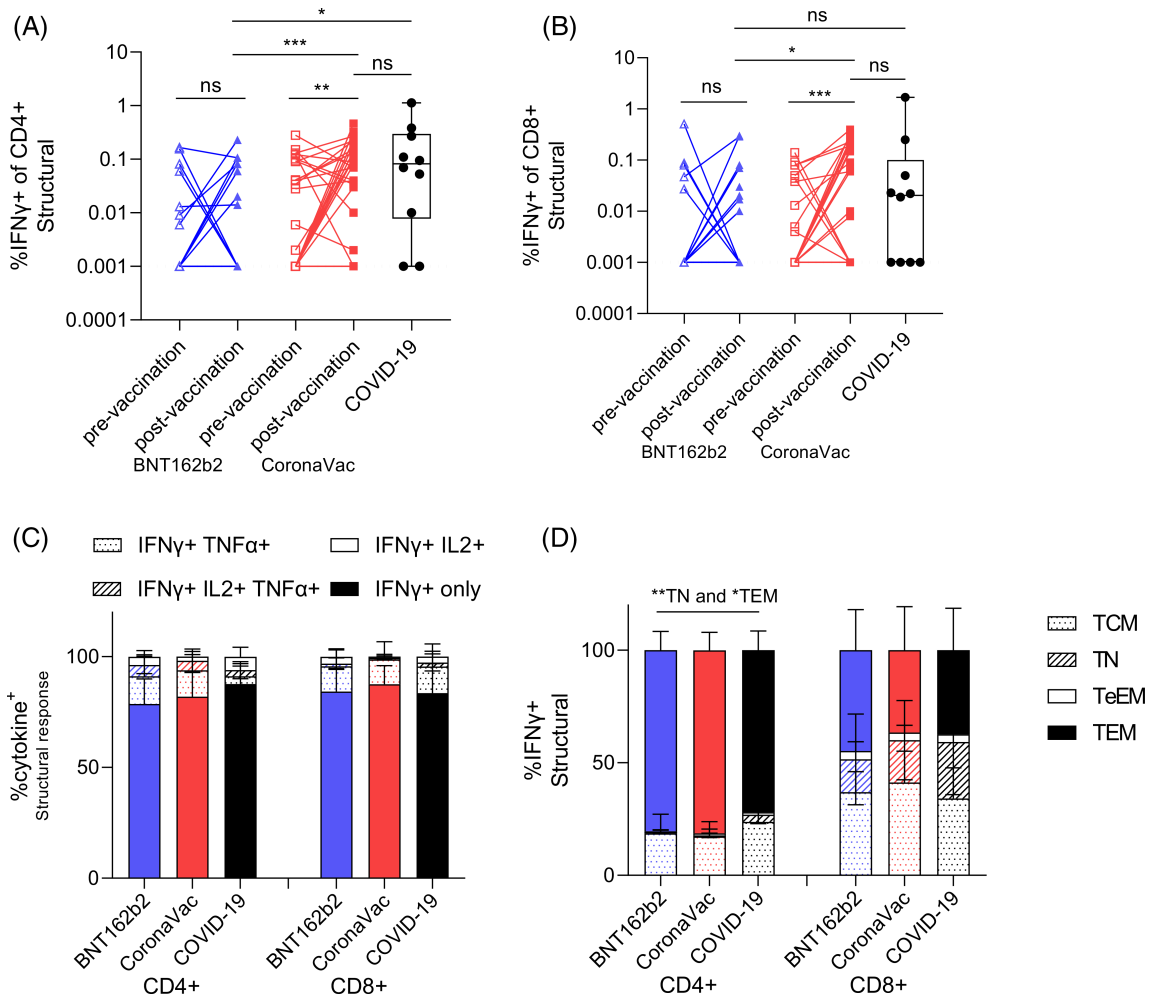 (A)
*
***
ns
ns
**
10
1
0.1
0.01
0.001
0.0001
%IFNγ+ of CD4+
Structural
pre-vaccination
post-vaccination
pre-vaccination
post-vaccination
COVID-19
BNT162b2
CoronaVac
(B)
ns
*
ns
ns
***
10
1
0.1
0.01
0.001
0.0001
%IFNγ+ of CD8+
Structural
pre-vaccination
post-vaccination
pre-vaccination
post-vaccination
COVID-19
BNT162b2
CoronaVac
(C)
IFNγ+ TNFα+
IFNγ+ IL2+
IFNγ+ IL2+ TNFα+
IFNγ+ only
100
50
0
%cytokine+
Structural response
BNT162b2
CoronaVac
COVID-19
BNT162b2
CoronaVac
COVID-19
CD4+
CD8+
(D)
**TN and *TEM
100
50
0
%IFNγ+
Structural
BNT162b2
CoronaVac
COVID-19
BNT162b2
CoronaVac
COVID-19
CD4+
CD8+
TCM
TN
TeEM
TEM